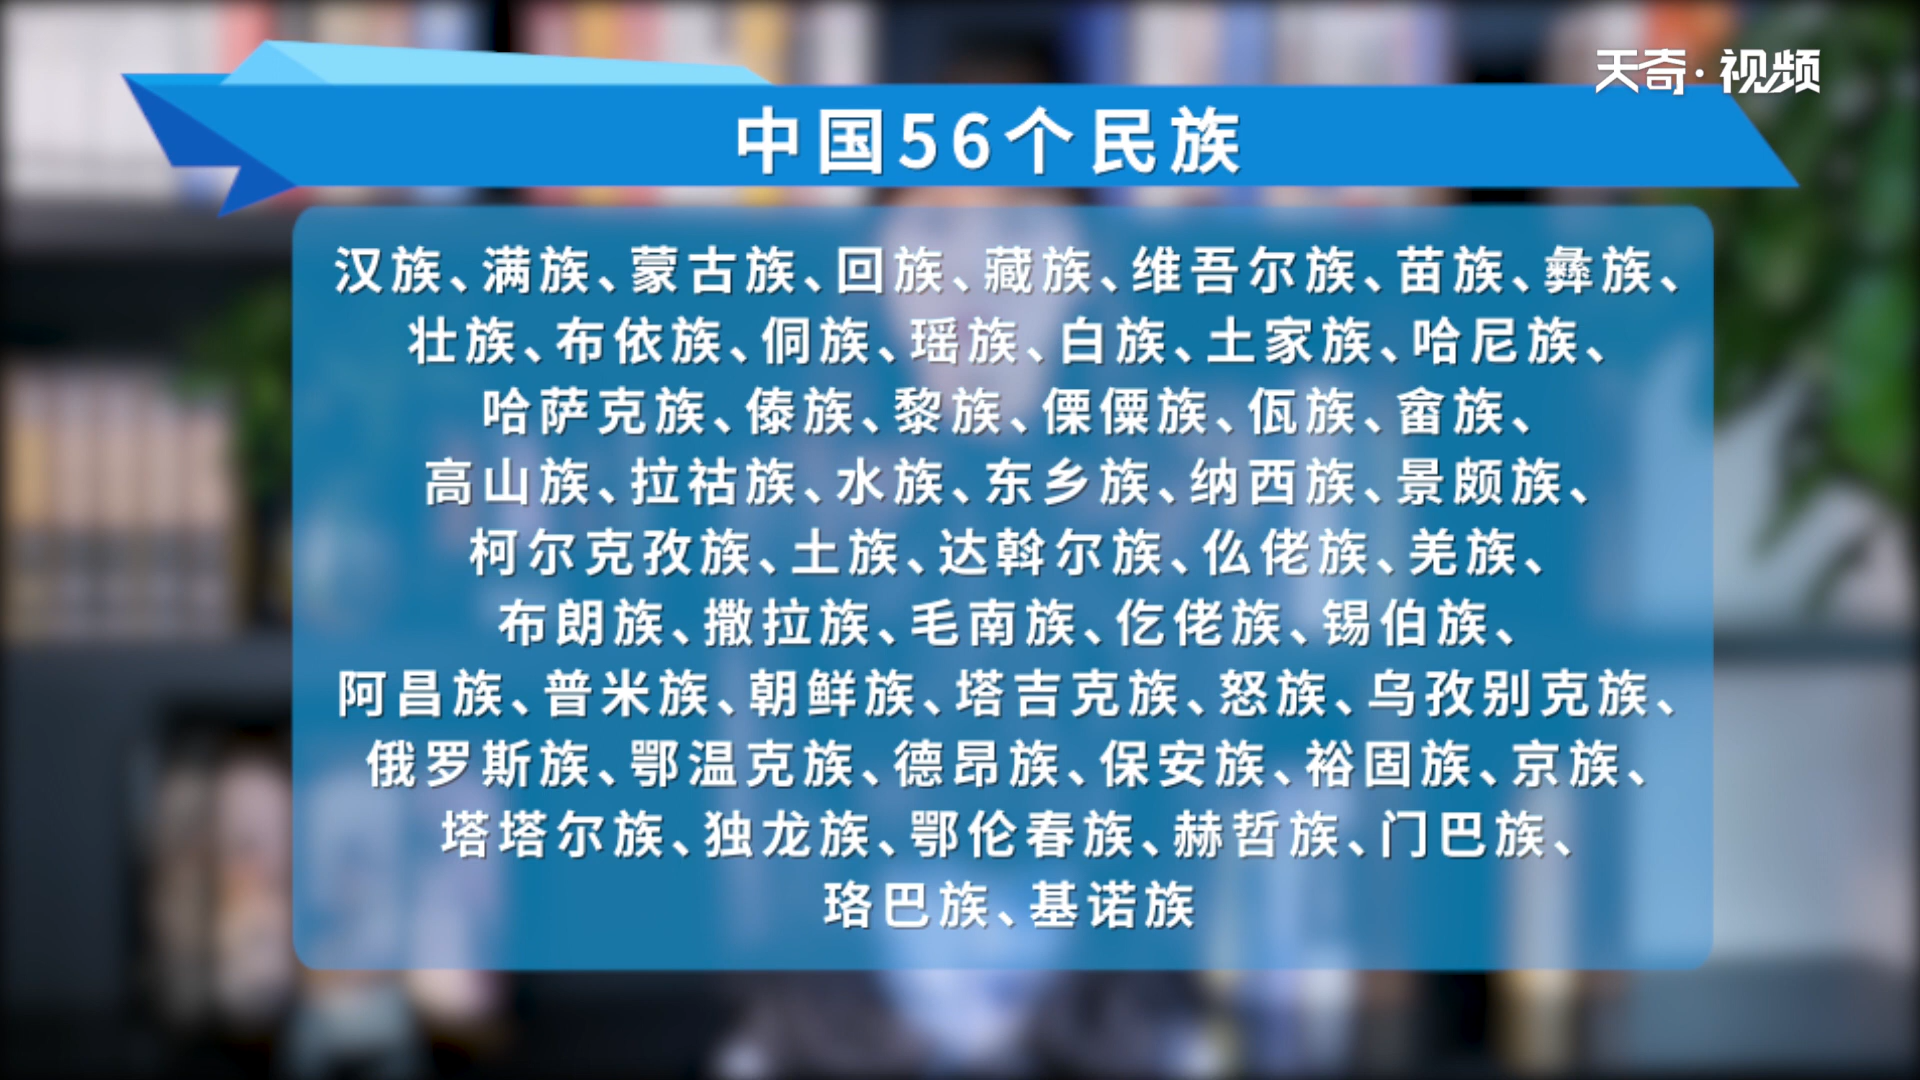 天奇·视频
中国56个民族
汉族、满族、蒙古族、回族、藏族、维吾尔族、苗族、彝族、
壮族、布依族、侗族、瑶族、白族、土家族、哈尼族、
哈萨克族、傣族、黎族、傈僳族、佤族、畲族、
高山族、拉祜族、水族、东乡族、纳西族、景颇族、
柯尔克孜族、土族、达斡尔族、仫佬族、羌族、
布朗族、撒拉族、毛南族、仡佬族、锡伯族、
阿昌族、普米族、朝鲜族、塔吉克族、怒族、乌孜别克族、
俄罗斯族、鄂温克族、德昂族、保安族、裕固族、京族、
塔塔尔族、独龙族、鄂伦春族、赫哲族、门巴族、
珞巴族、基诺族